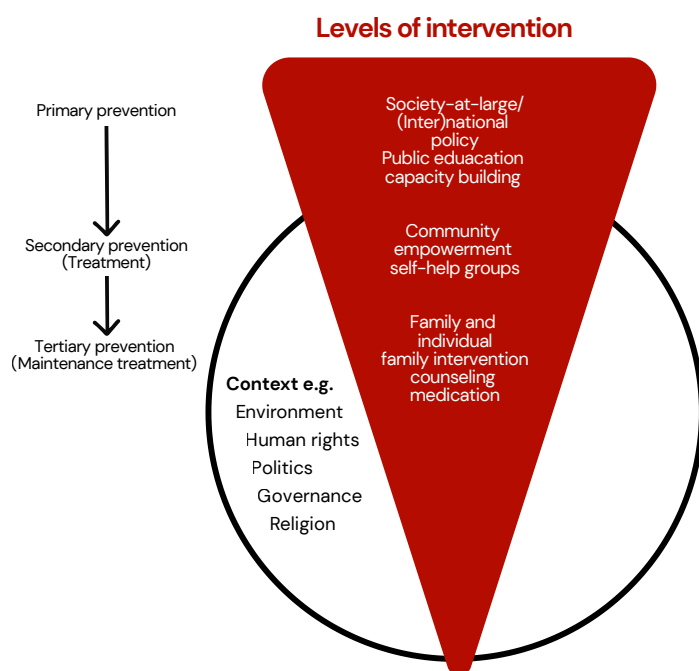 Levels of intervention
Primary prevention
Secondary prevention
(Treatment)
Tertiary prevention
(Maintenance treatment)
Society-at-large/
(Inter)national
policy
Public eduacation
capacity building
Community
empowerment
self-help groups
Family and
individual
family intervention
counseling
medication
Context e.g.
Environment
Human rights
Politics
Governance
Religion